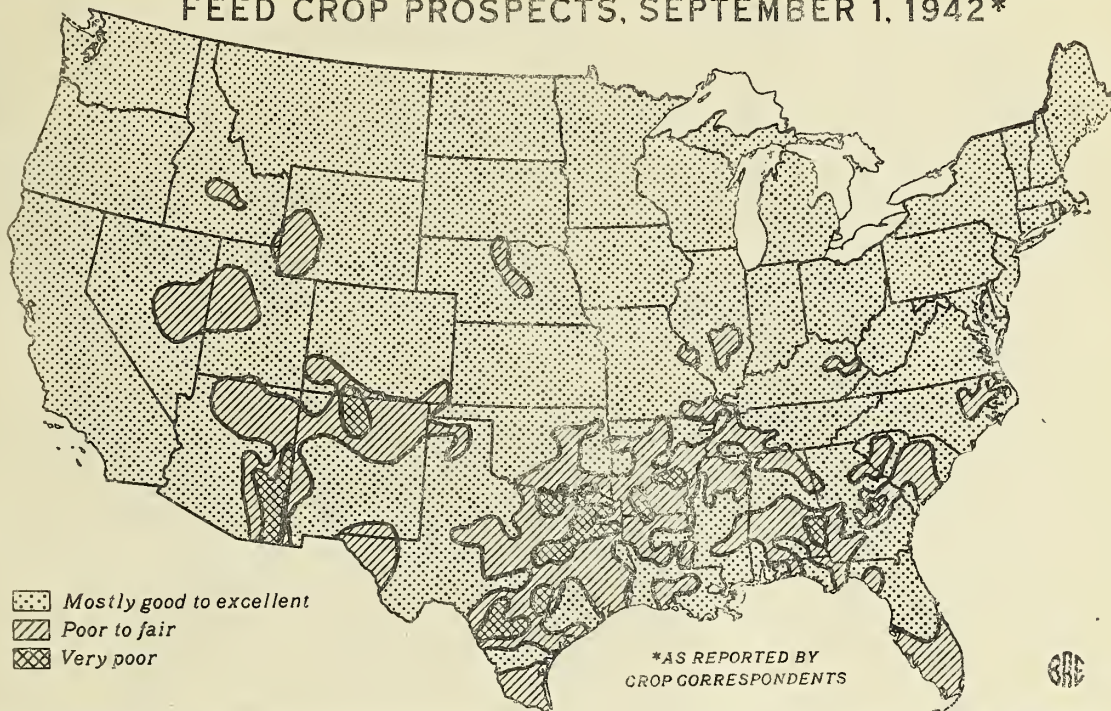 FEED CROP PROSPECTS, SEPTEMBER 1, 1942*
Mostly good to excellent
Poor to fair
Very poor
*AS REPORTED BY
CROP CORRESPONDENTS
BAE